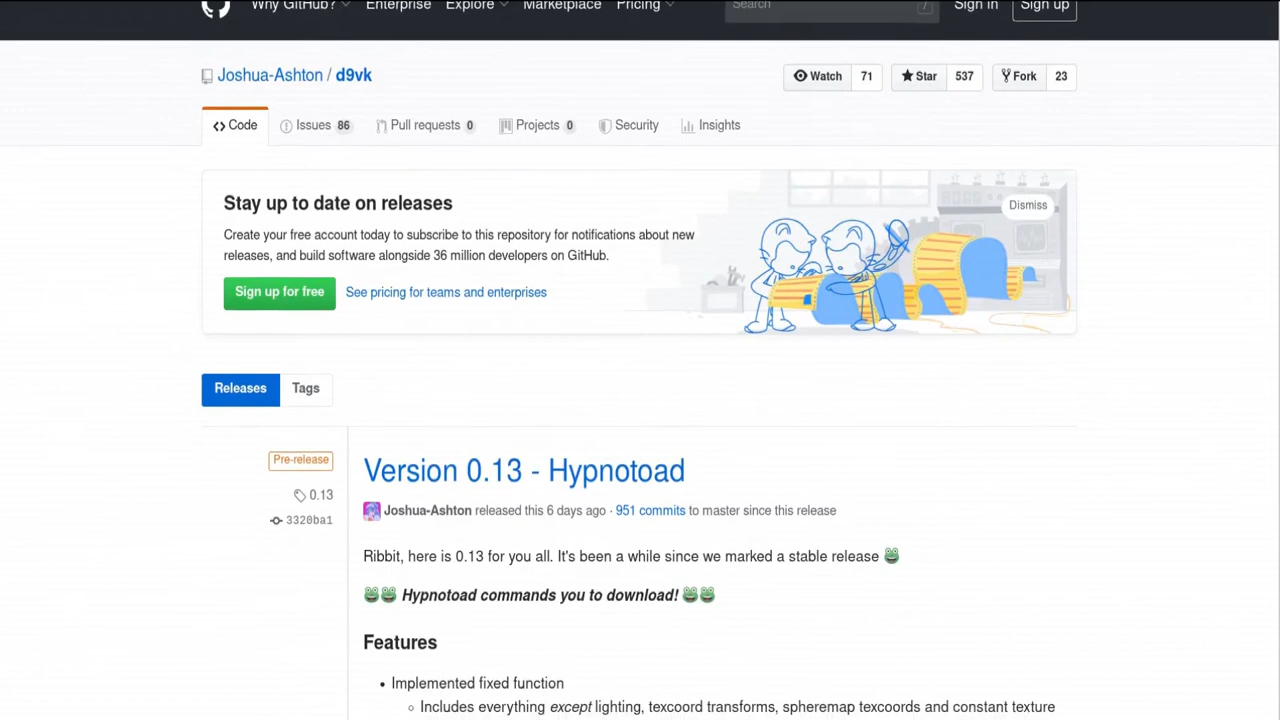 Why GitHub? Enterprise Explore Marketplace Pricing Search / Sign in Sign up
Joshua-Ashton / d9vk
Watch 71 Star 537 Fork 23
Code Issues 86 Pull requests 0 Projects 0 Security Insights
Stay up to date on releases
Dismiss
Create your free account today to subscribe to this repository for notifications about new
releases, and build software alongside 36 million developers on GitHub.
Sign up for free See pricing for teams and enterprises
Releases Tags
Pre-release
0.13
3320ba1
Version 0.13 - Hypnotoad
Joshua-Ashton released this 6 days ago · 951 commits to master since this release
Ribbit, here is 0.13 for you all. It's been a while since we marked a stable release 🐸
🐸🐸 Hypnotoad commands you to download! 🐸🐸
Features
• Implemented fixed function
◦ Includes everything except lighting, texcoord transforms, spheremap texcoords and constant texture